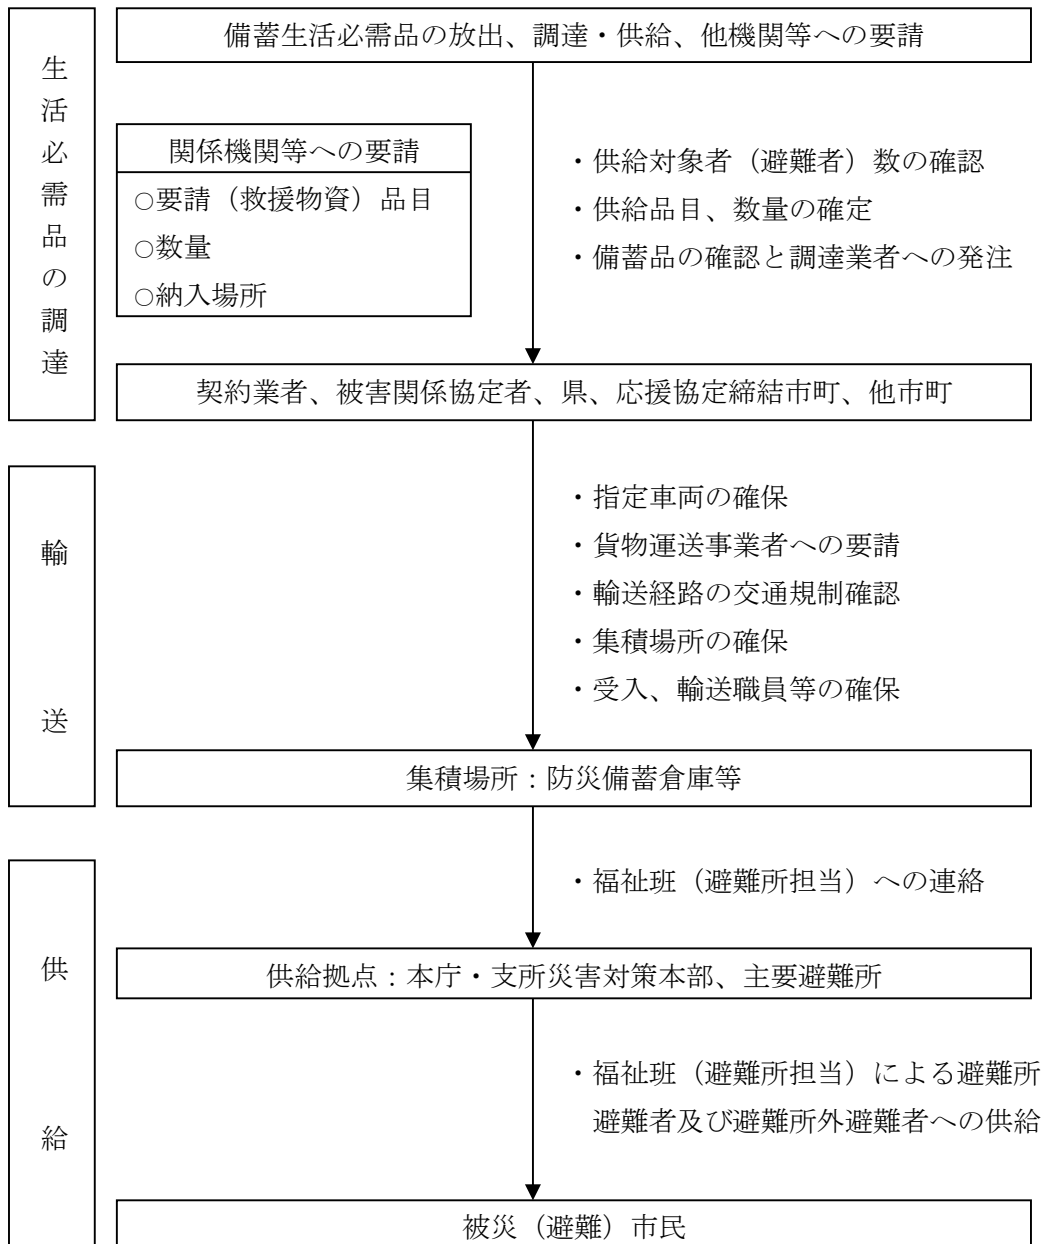 生活必需品の調達
備蓄生活必需品の放出、調達・供給、他機関等への要請
関係機関等への要請
○要請（救援物資）品目
○数量
○納入場所
・供給対象者（避難者）数の確認
・供給品目、数量の確定
・備蓄品の確認と調達業者への発注
契約業者、被害関係協定者、県、応援協定締結市町、他市町
輸送
・指定車両の確保
・貨物運送事業者への要請
・輸送経路の交通規制確認
・集積場所の確保
・受入、輸送職員等の確保
集積場所：防災備蓄倉庫等
供給
・福祉班（避難所担当）への連絡
供給拠点：本庁・支所災害対策本部、主要避難所
・福祉班（避難所担当）による避難所
避難者及び避難所外避難者への供給
被災（避難）市民